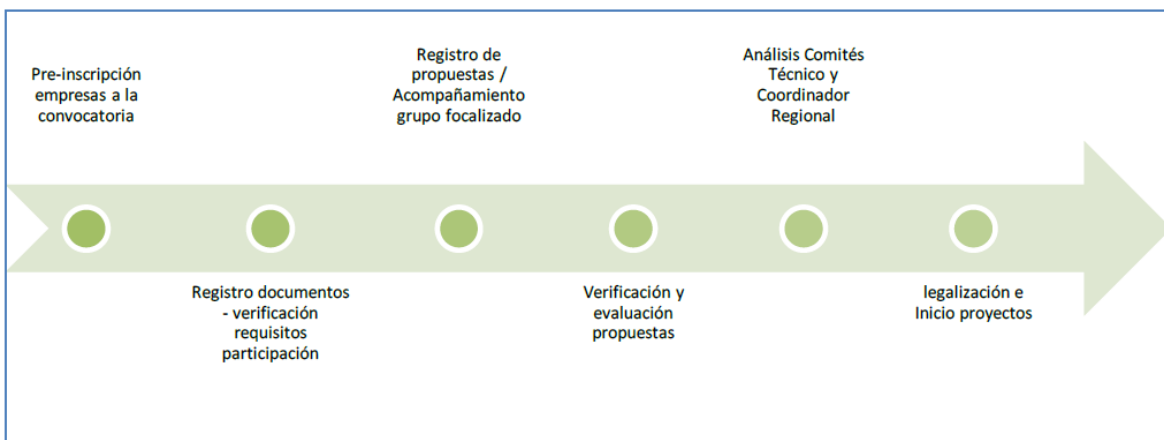 Pre-inscripción
empresas a la
convocatoria
Registro documentos
- verificación
requisitos
participación
Registro de
propuestas /
Acompañamiento
grupo focalizado
Verificación y
evaluación
propuestas
Análisis Comités
Técnico y
Coordinador
Regional
legalización e
Inicio proyectos